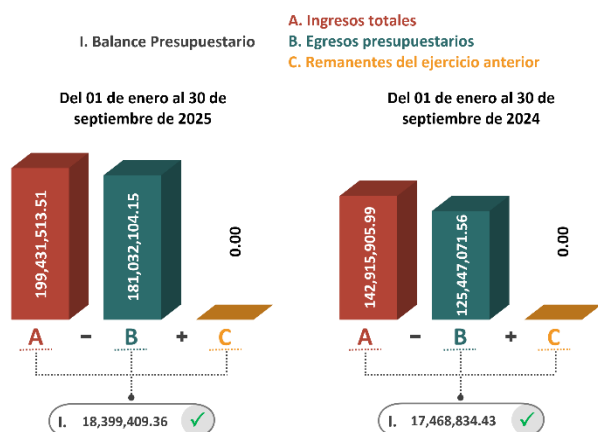 A. Ingresos totales
I. Balance Presupuestario
B. Egresos presupuestarios
C. Remanentes del ejercicio anterior
Del 01 de enero al 30 de
septiembre de 2025
199,431,513.51
181,032,104.15
0.00
A - B + C
I. 18,399,409.36 ✓
Del 01 de enero al 30 de
septiembre de 2024
142,915,905.99
125,447,071.56
0.00
A - B + C
I. 17,468,834.43 ✓